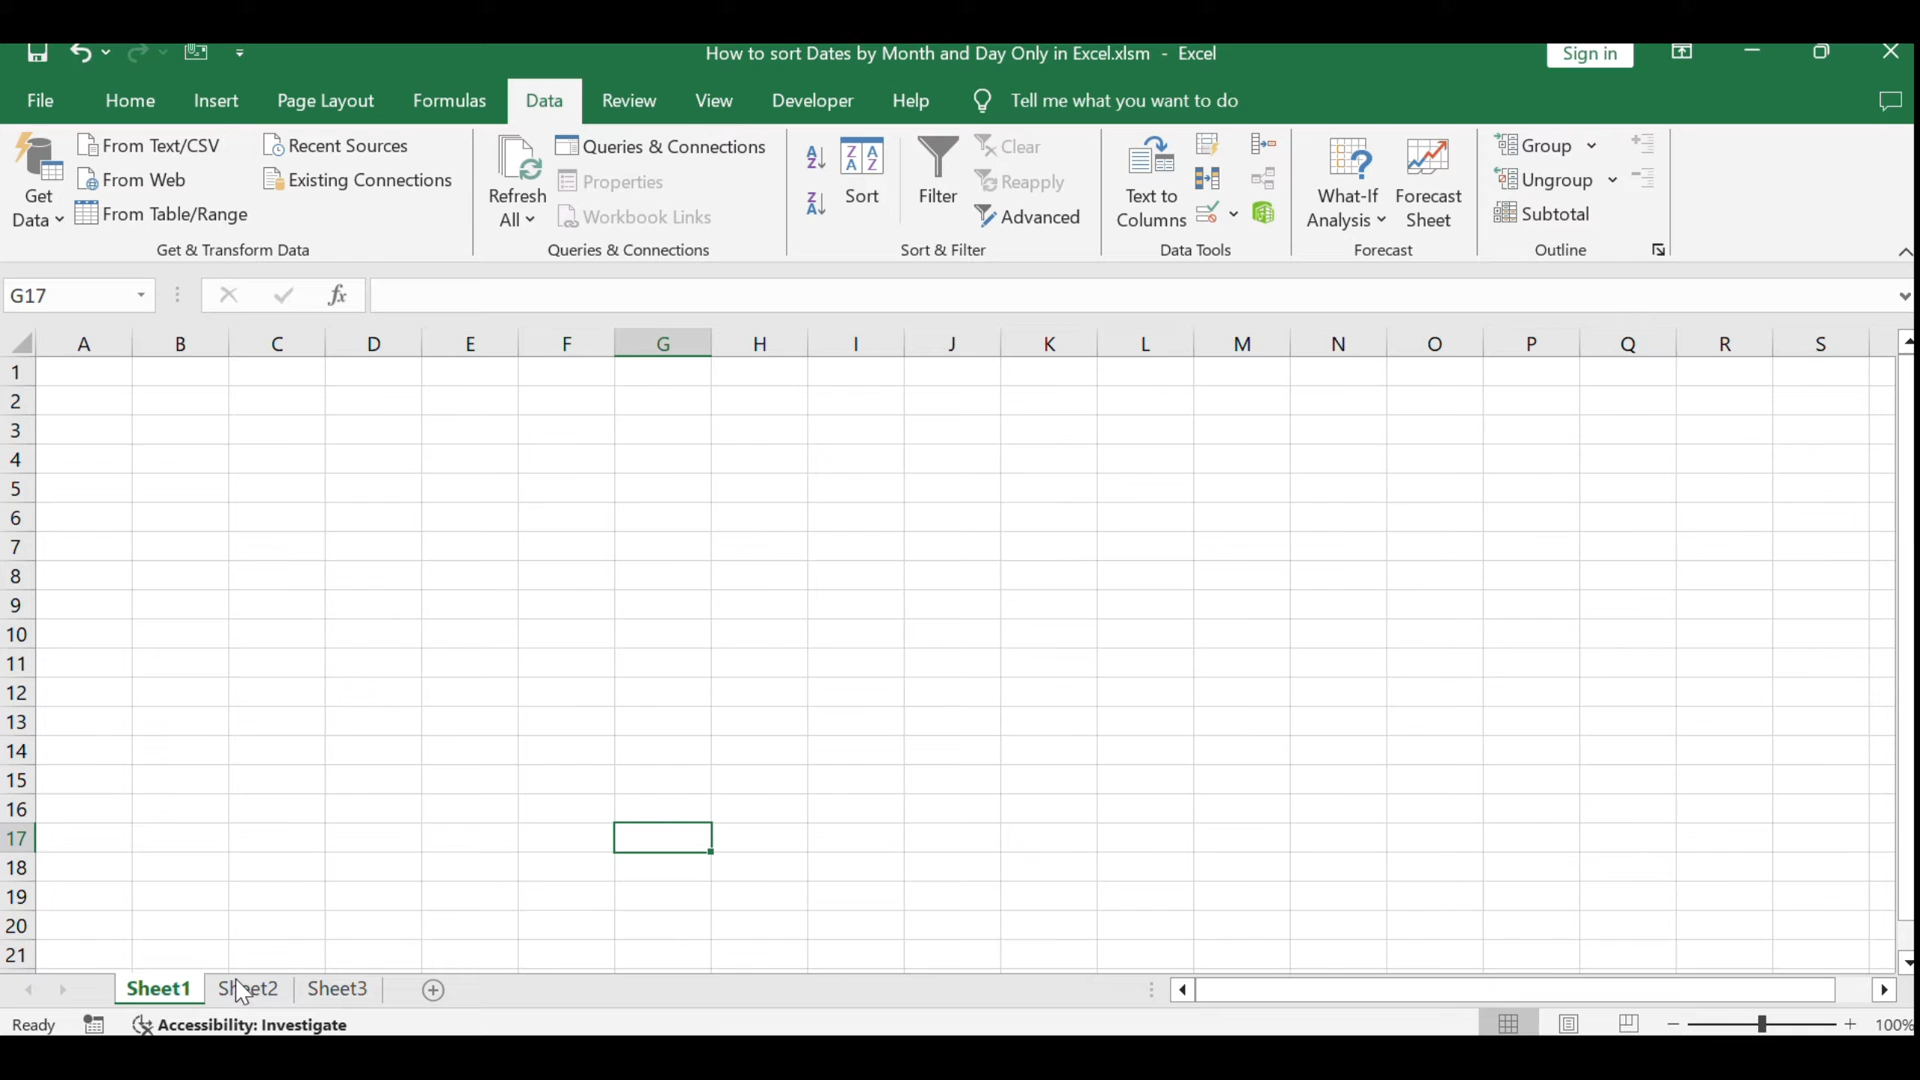 How to sort Dates by Month and Day Only in Excel.xlsm - Excel
Sign in
File Home Insert Page Layout Formulas Data Review View Developer Help Tell me what you want to do
Get Data
From Text/CSV
From Web
From Table/Range
Recent Sources
Existing Connections
Get & Transform Data
Refresh All
Queries & Connections
Properties
Workbook Links
Queries & Connections
A Z
Z A
Z A A Z
Sort
Filter
Clear
Reapply
Advanced
Sort & Filter
Text to Columns
Data Tools
What-If Analysis
Forecast Sheet
Forecast
Group
Ungroup
Subtotal
Outline
G17
fx
A B C D E F G H I J K L M N O P Q R S
1
2
3
4
5
6
7
8
9
10
11
12
13
14
15
16
17
18
19
20
21
Sheet1 Sheet2 Sheet3
Ready Accessibility: Investigate 100%